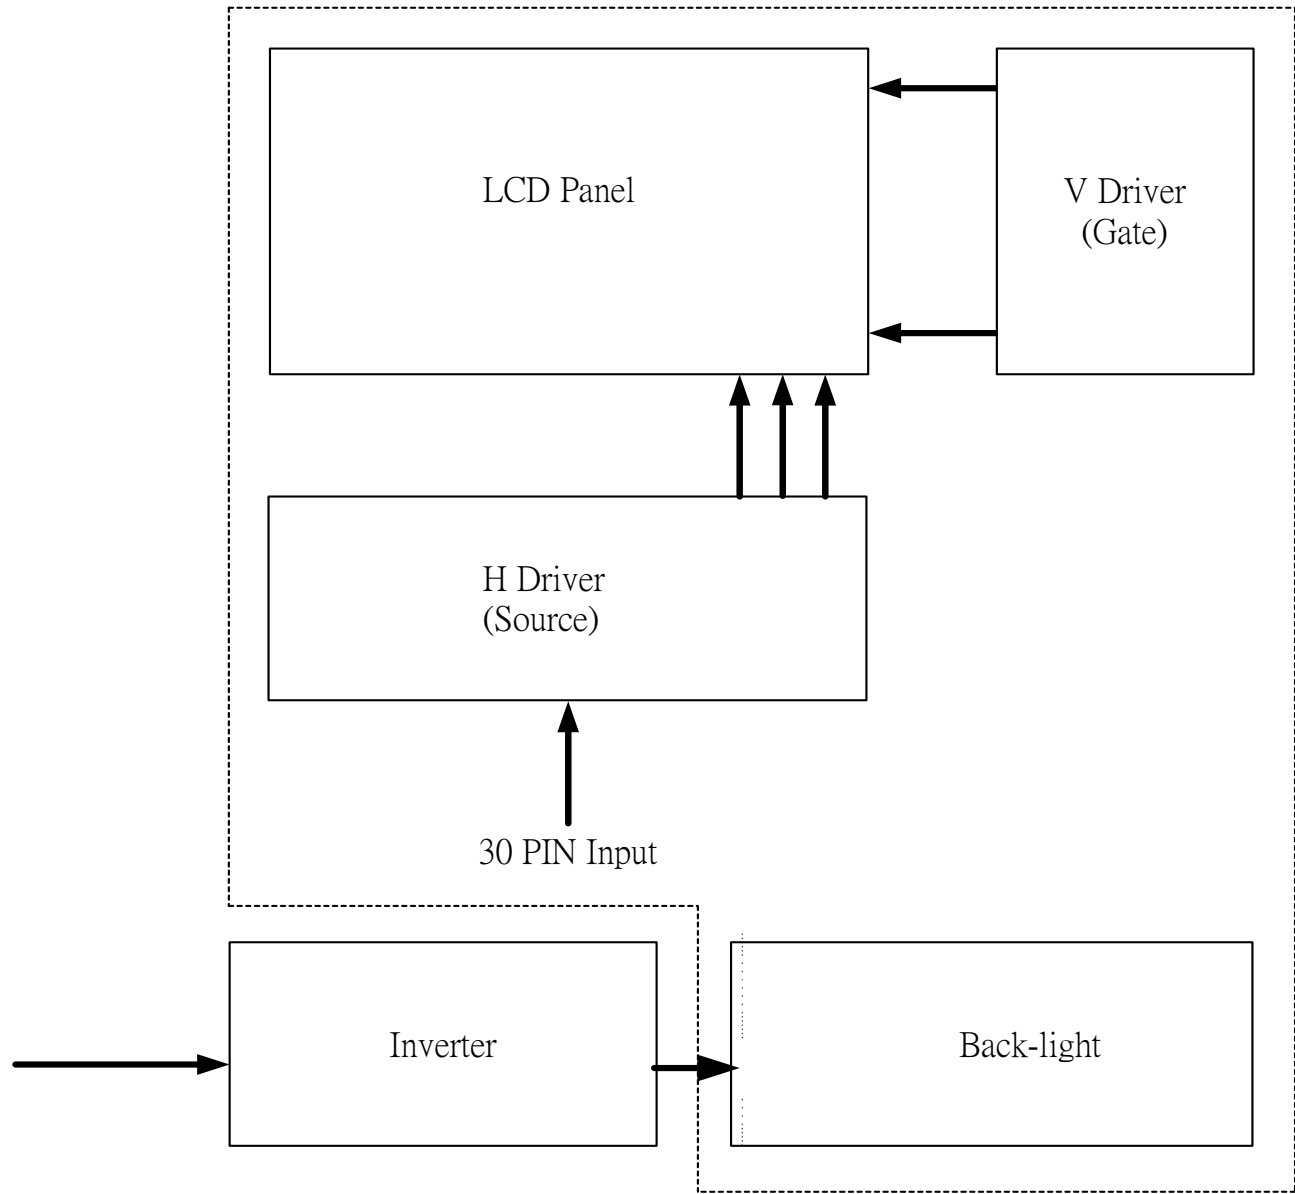 LCD Panel
V Driver
(Gate)
H Driver
(Source)
30 PIN Input
Inverter
Back-light